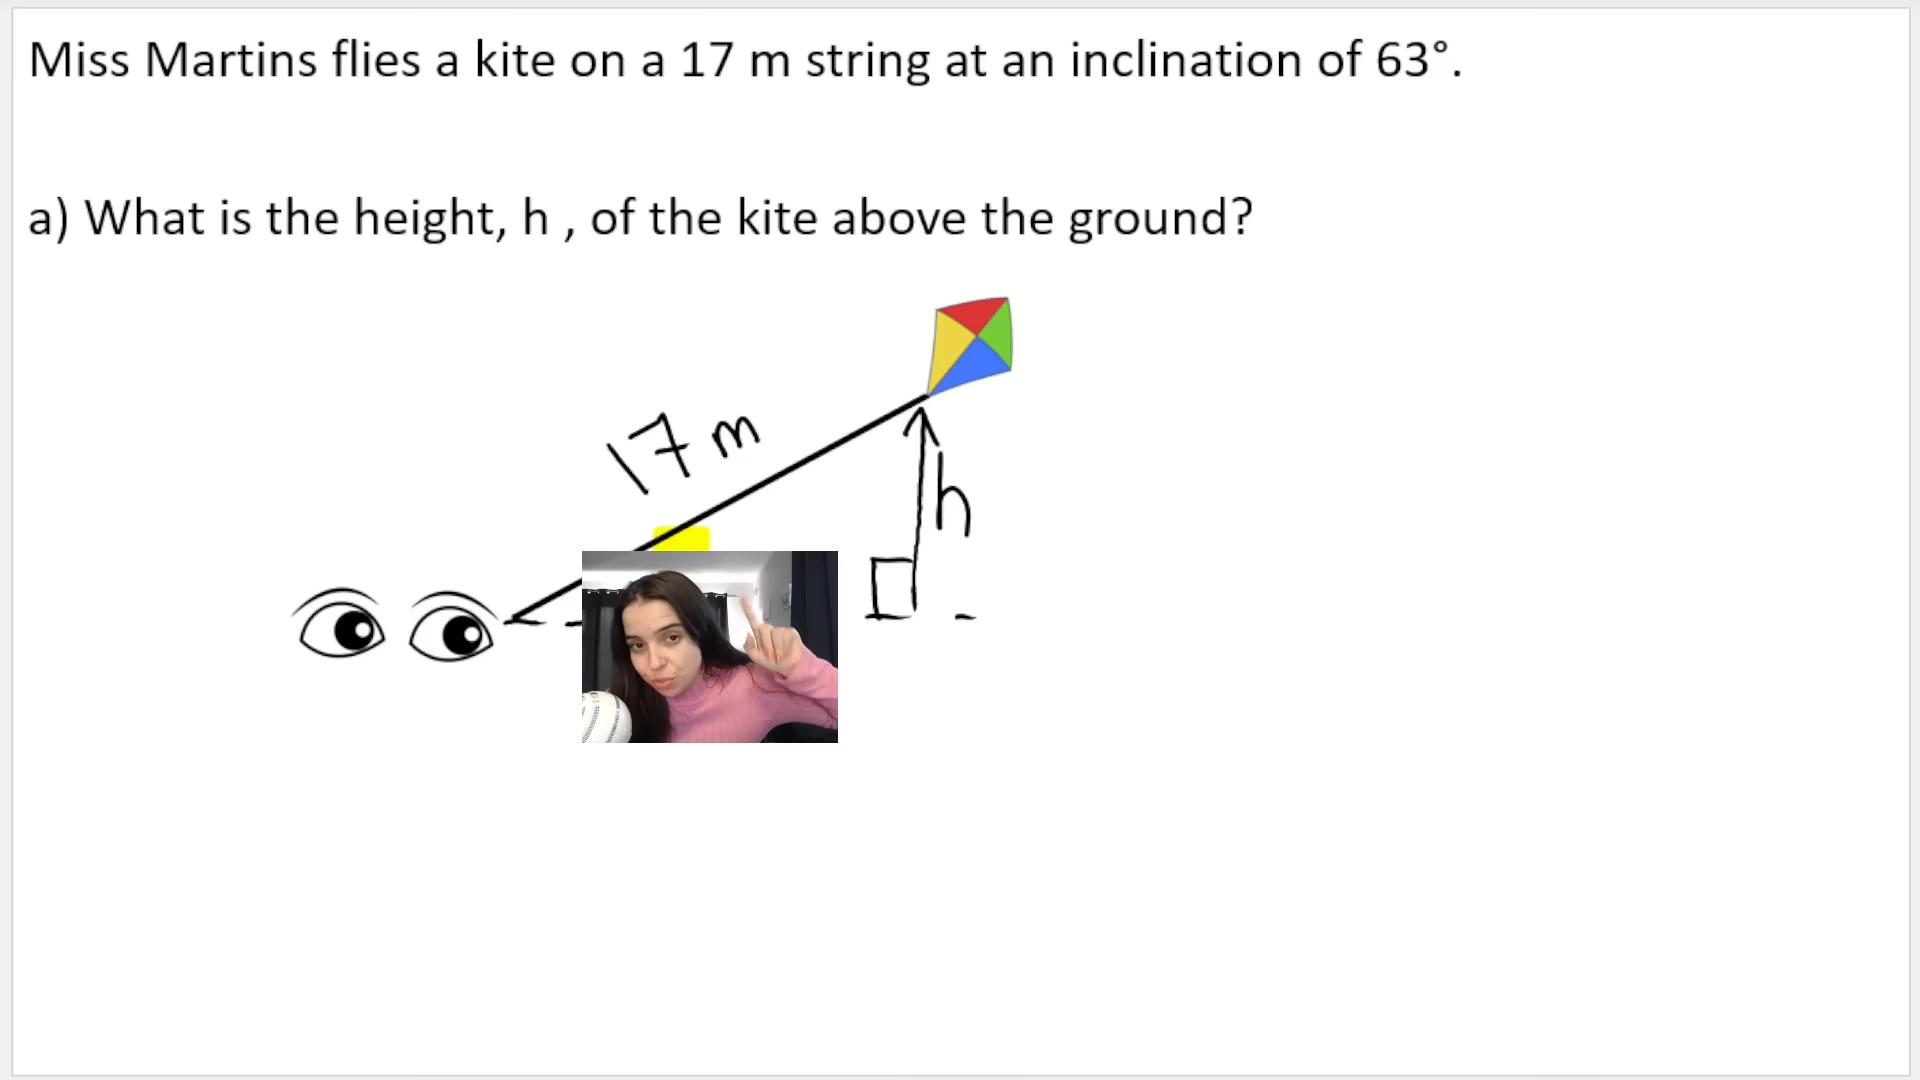 Miss Martins flies a kite on a 17 m string at an inclination of 63°.
a) What is the height, h , of the kite above the ground?
17 m
h